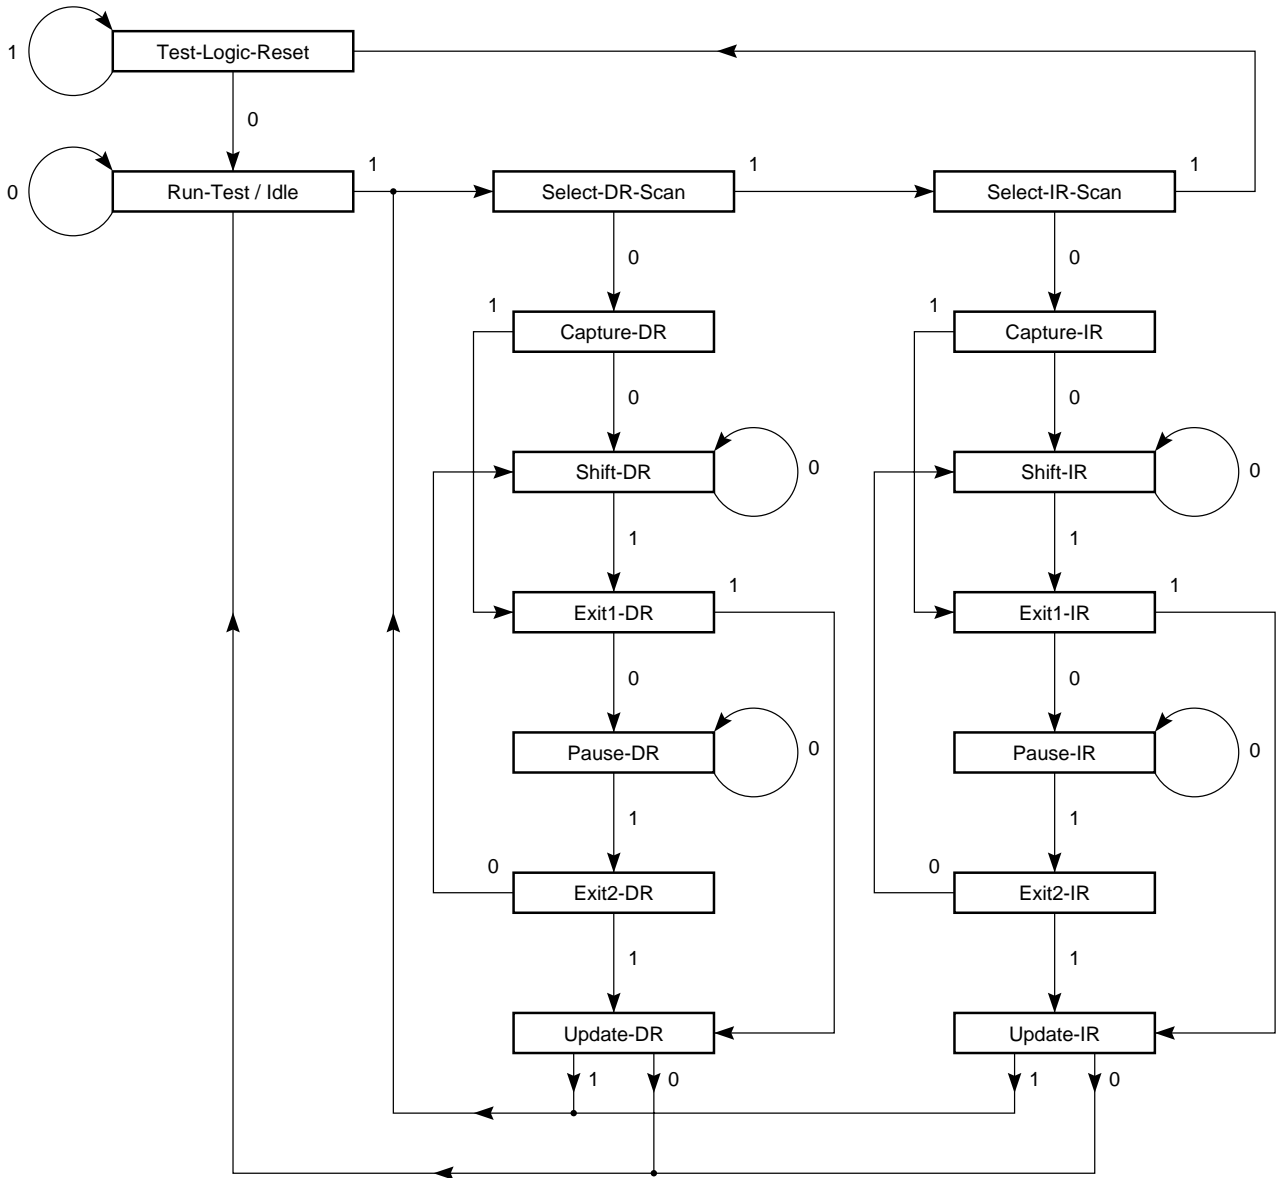 1 Test-Logic-Reset
0
0 Run-Test / Idle 1 Select-DR-Scan 1 Select-IR-Scan 1
0 0
1 Capture-DR 1 Capture-IR
0 0
Shift-DR 0 Shift-IR 0
1 1
Exit1-DR 1 Exit1-IR 1
0 0
Pause-DR 0 Pause-IR 0
1 1
0 Exit2-DR 0 Exit2-IR
1 1
Update-DR Update-IR
1 0 1 0